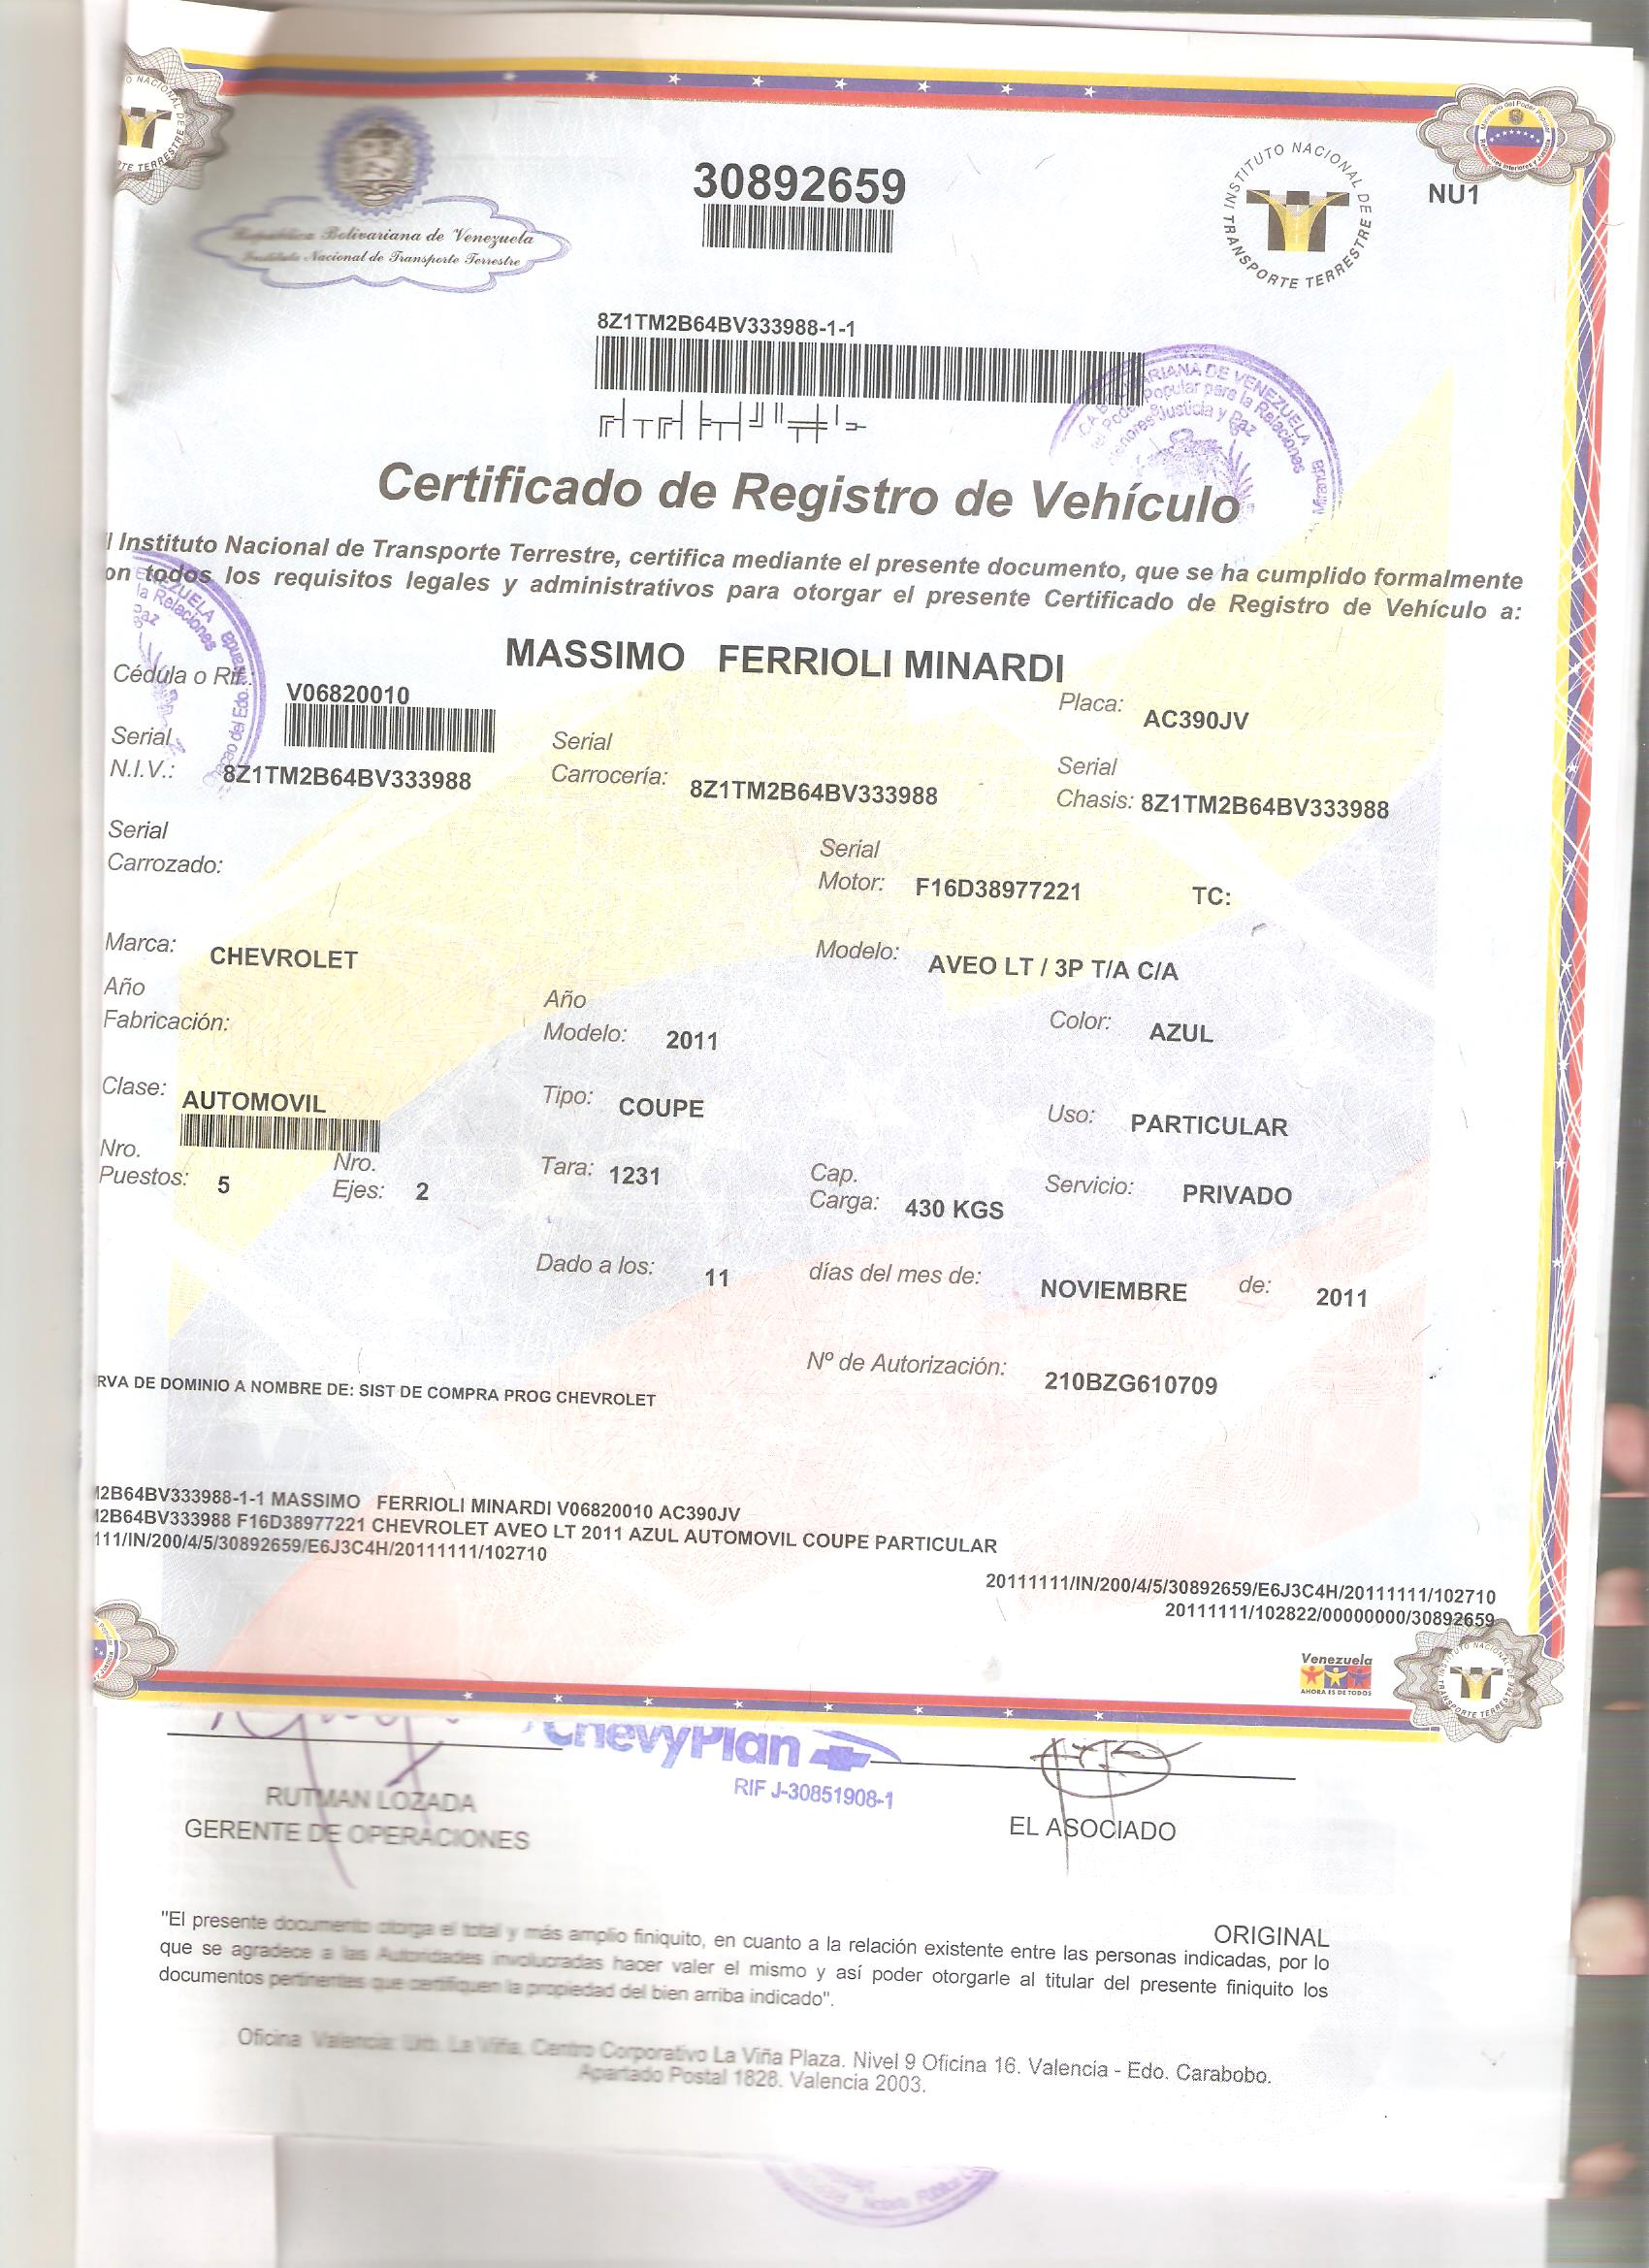 30892659
NU1
República Bolivariana de Venezuela
Instituto Nacional de Transporte Terrestre
INSTITUTO NACIONAL DE TRANSPORTE TERRESTRE
8Z1TM2B64BV333988-1-1
Certificado de Registro de Vehículo
l Instituto Nacional de Transporte Terrestre, certifica mediante el presente documento, que se ha cumplido formalmente
on todos los requisitos legales y administrativos para otorgar el presente Certificado de Registro de Vehículo a:
MASSIMO FERRIOLI MINARDI
Cédula o Rif.: V06820010 Placa: AC390JV
Serial N.I.V.: 8Z1TM2B64BV333988 Serial Carrocería: 8Z1TM2B64BV333988 Serial Chasis: 8Z1TM2B64BV333988
Serial Carrozado: Serial Motor: F16D38977221 TC:
Marca: CHEVROLET Modelo: AVEO LT / 3P T/A C/A
Año Fabricación: Año Modelo: 2011 Color: AZUL
Clase: AUTOMOVIL Tipo: COUPE Uso: PARTICULAR
Nro. Puestos: 5 Nro. Ejes: 2 Tara: 1231 Cap. Carga: 430 KGS Servicio: PRIVADO
Dado a los: 11 días del mes de: NOVIEMBRE de: 2011
Nº de Autorización: 210BZG610709
RVA DE DOMINIO A NOMBRE DE: SIST DE COMPRA PROG CHEVROLET
M2B64BV333988-1-1 MASSIMO FERRIOLI MINARDI V06820010 AC390JV
M2B64BV333988 F16D38977221 CHEVROLET AVEO LT 2011 AZUL AUTOMOVIL COUPE PARTICULAR
111/IN/200/4/5/30892659/E6J3C4H/20111111/102710
20111111/IN/200/4/5/30892659/E6J3C4H/20111111/102710
20111111/102822/00000000/30892659
Venezuela
AHORA ES DE TODOS
ChevyPlan
RIF J-30851908-1
RUTMAN LOZADA
GERENTE DE OPERACIONES
EL ASOCIADO
ORIGINAL
"El presente documento otorga el total y más amplio finiquito, en cuanto a la relación existente entre las personas indicadas, por lo
que se agradece a las Autoridades involucradas hacer valer el mismo y así poder otorgarle al titular del presente finiquito los
documentos pertinentes que certifiquen la propiedad del bien arriba indicado".
Oficina Valencia: Urb. La Viña, Centro Corporativo La Viña Plaza. Nivel 9 Oficina 16. Valencia - Edo. Carabobo.
Apartado Postal 1828. Valencia 2003.